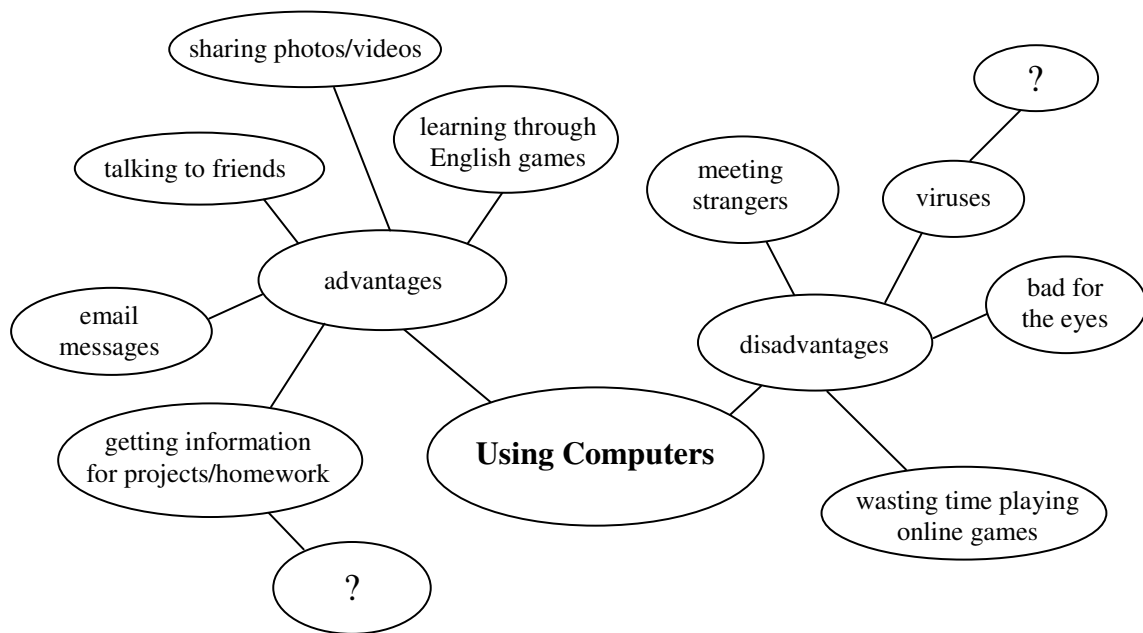 sharing photos/videos
learning through
English games
talking to friends
advantages
email
messages
getting information
for projects/homework
?
Using Computers
?
meeting
strangers
viruses
bad for
the eyes
disadvantages
wasting time playing
online games